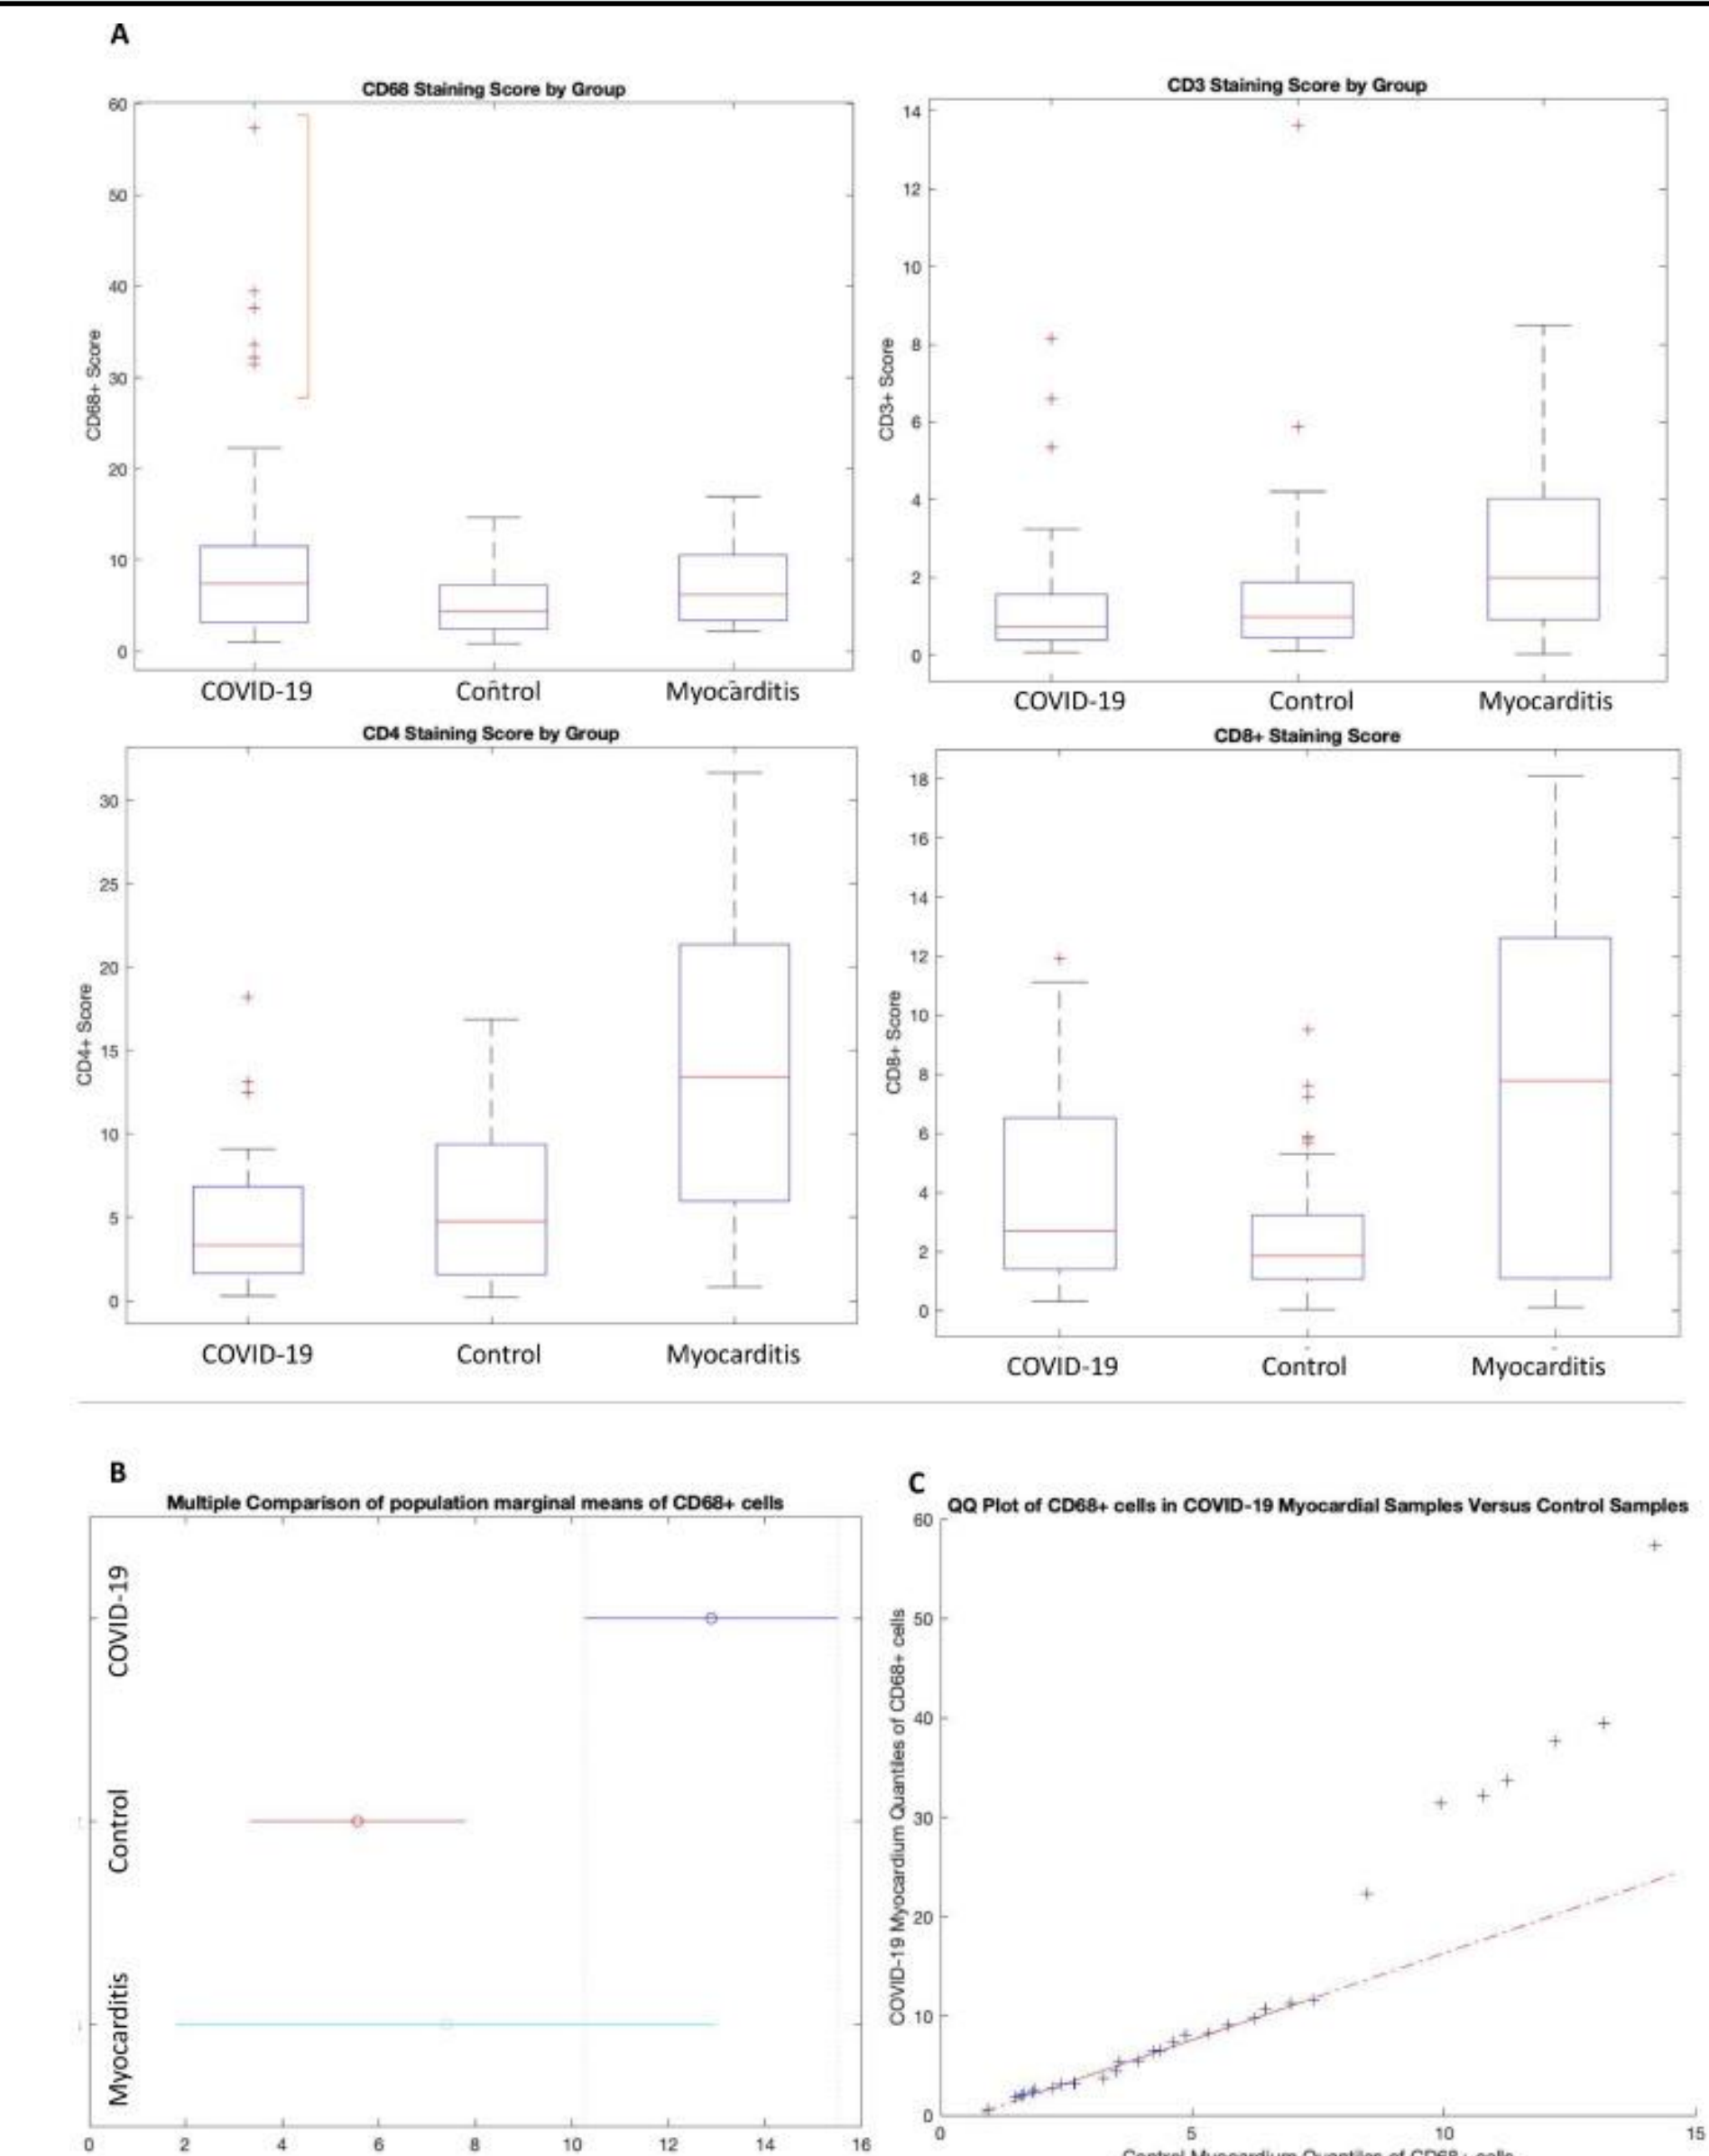 A
CD68 Staining Score by Group
60
50
40
30
20
10
0
CD68+ Score
COVID-19 Control Myocarditis
CD3 Staining Score by Group
14
12
10
8
6
4
2
0
CD3+ Score
COVID-19 Control Myocarditis
CD4 Staining Score by Group
30
25
20
15
10
5
0
CD4+ Score
COVID-19 Control Myocarditis
CD8+ Staining Score
18
16
14
12
10
8
6
4
2
0
CD8+ Score
COVID-19 Control Myocarditis
B
Multiple Comparison of population marginal means of CD68+ cells
COVID-19
Control
Myocarditis
0 2 4 6 8 10 12 14 16
C
QQ Plot of CD68+ cells in COVID-19 Myocardial Samples Versus Control Samples
60
50
40
30
20
10
0
COVID-19 Myocardium Quantiles of CD68+ cells
0 5 10 15
Control Myocardium Quantiles of CD68+ cells